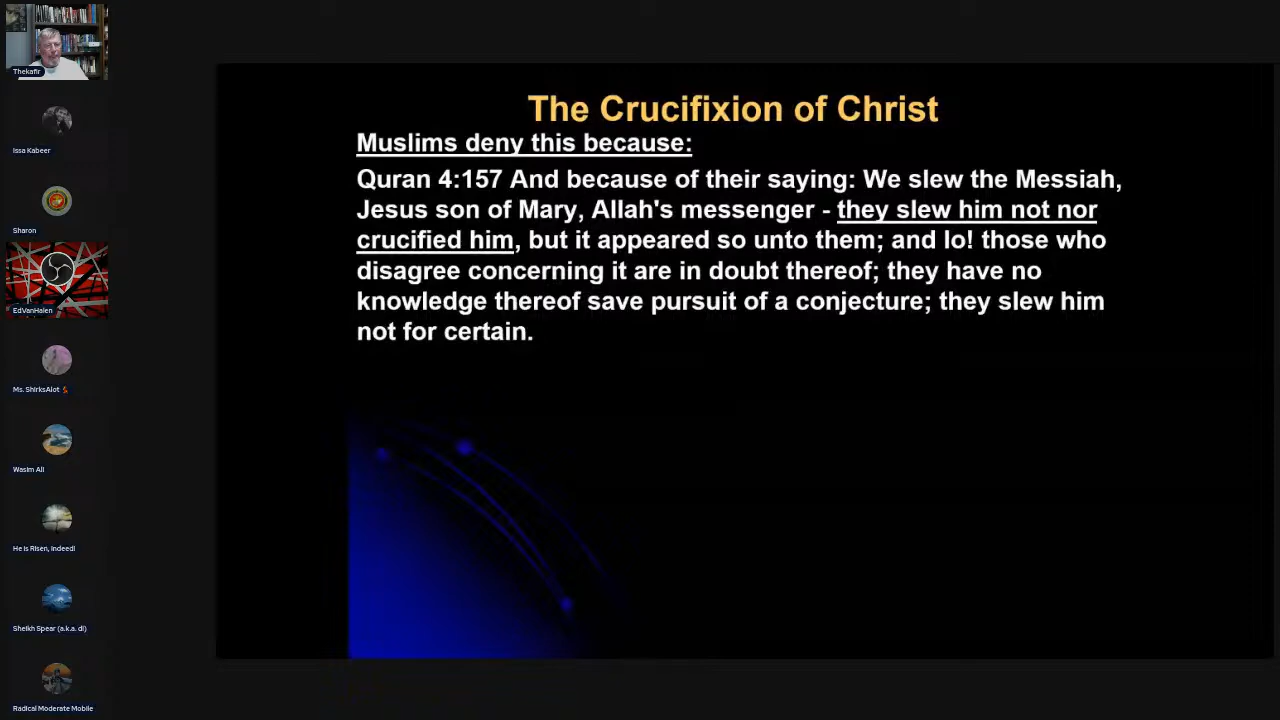 Thekafir
Issa Kabeer
Sharon
EdVanHalen
Ms. ShirksAlot
Wasim Ali
He is Risen, Indeed!
Sheikh Spear (a.k.a. dl)
Radical Moderate Mobile
The Crucifixion of Christ
Muslims deny this because:
Quran 4:157 And because of their saying: We slew the Messiah,
Jesus son of Mary, Allah's messenger - they slew him not nor
crucified him, but it appeared so unto them; and lo! those who
disagree concerning it are in doubt thereof; they have no
knowledge thereof save pursuit of a conjecture; they slew him
not for certain.